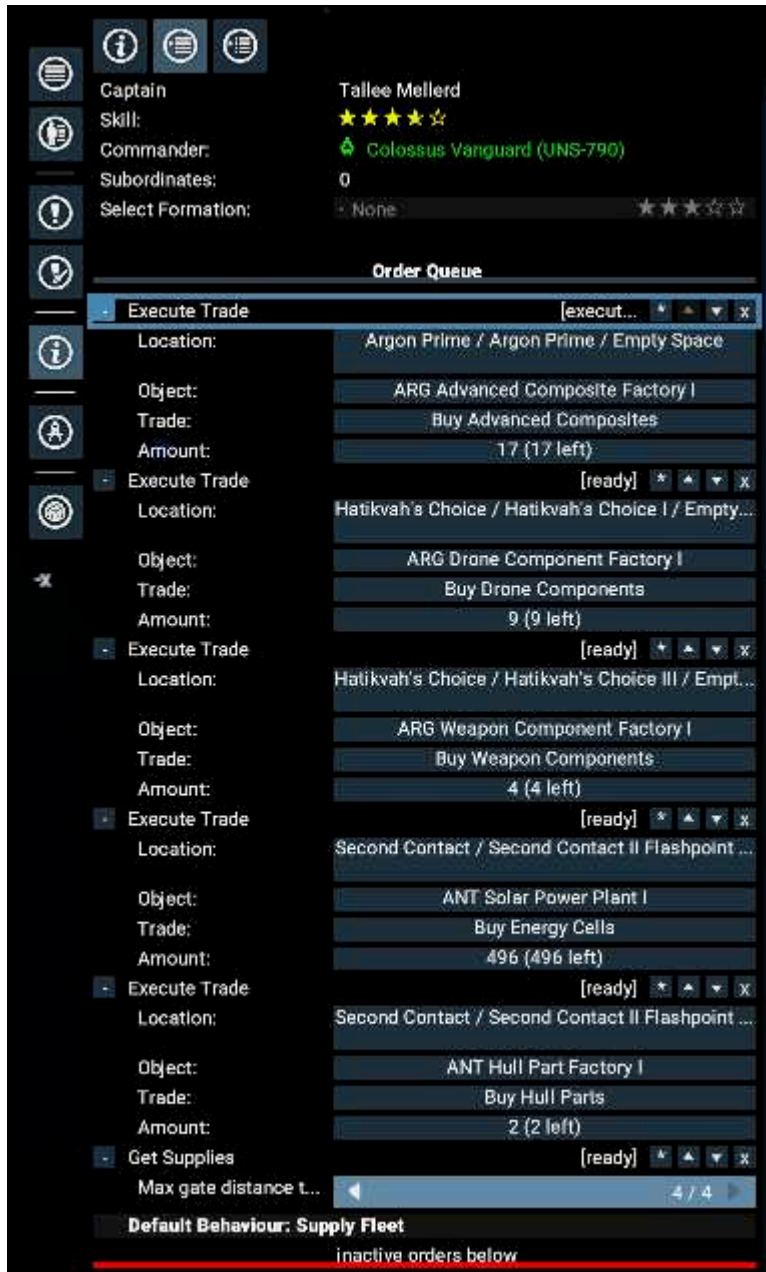 Captain Tallee Mellerd
Skill:
Commander: Colossus Vanguard (UNS-790)
Subordinates: 0
Select Formation: - None
Order Queue
- Execute Trade [execut... * x
Location: Argon Prime / Argon Prime / Empty Space
Object: ARG Advanced Composite Factory I
Trade: Buy Advanced Composites
Amount: 17 (17 left)
- Execute Trade [ready] * x
Location: Hatikvah's Choice / Hatikvah's Choice I / Empty...
Object: ARG Drone Component Factory I
Trade: Buy Drone Components
Amount: 9 (9 left)
- Execute Trade [ready] * x
Location: Hatikvah's Choice / Hatikvah's Choice III / Empt...
Object: ARG Weapon Component Factory I
Trade: Buy Weapon Components
Amount: 4 (4 left)
- Execute Trade [ready] * x
Location: Second Contact / Second Contact II Flashpoint ...
Object: ANT Solar Power Plant I
Trade: Buy Energy Cells
Amount: 496 (496 left)
- Execute Trade [ready] * x
Location: Second Contact / Second Contact II Flashpoint ...
Object: ANT Hull Part Factory I
Trade: Buy Hull Parts
Amount: 2 (2 left)
- Get Supplies [ready] * x
Max gate distance t... 4 / 4
Default Behaviour: Supply Fleet
inactive orders below